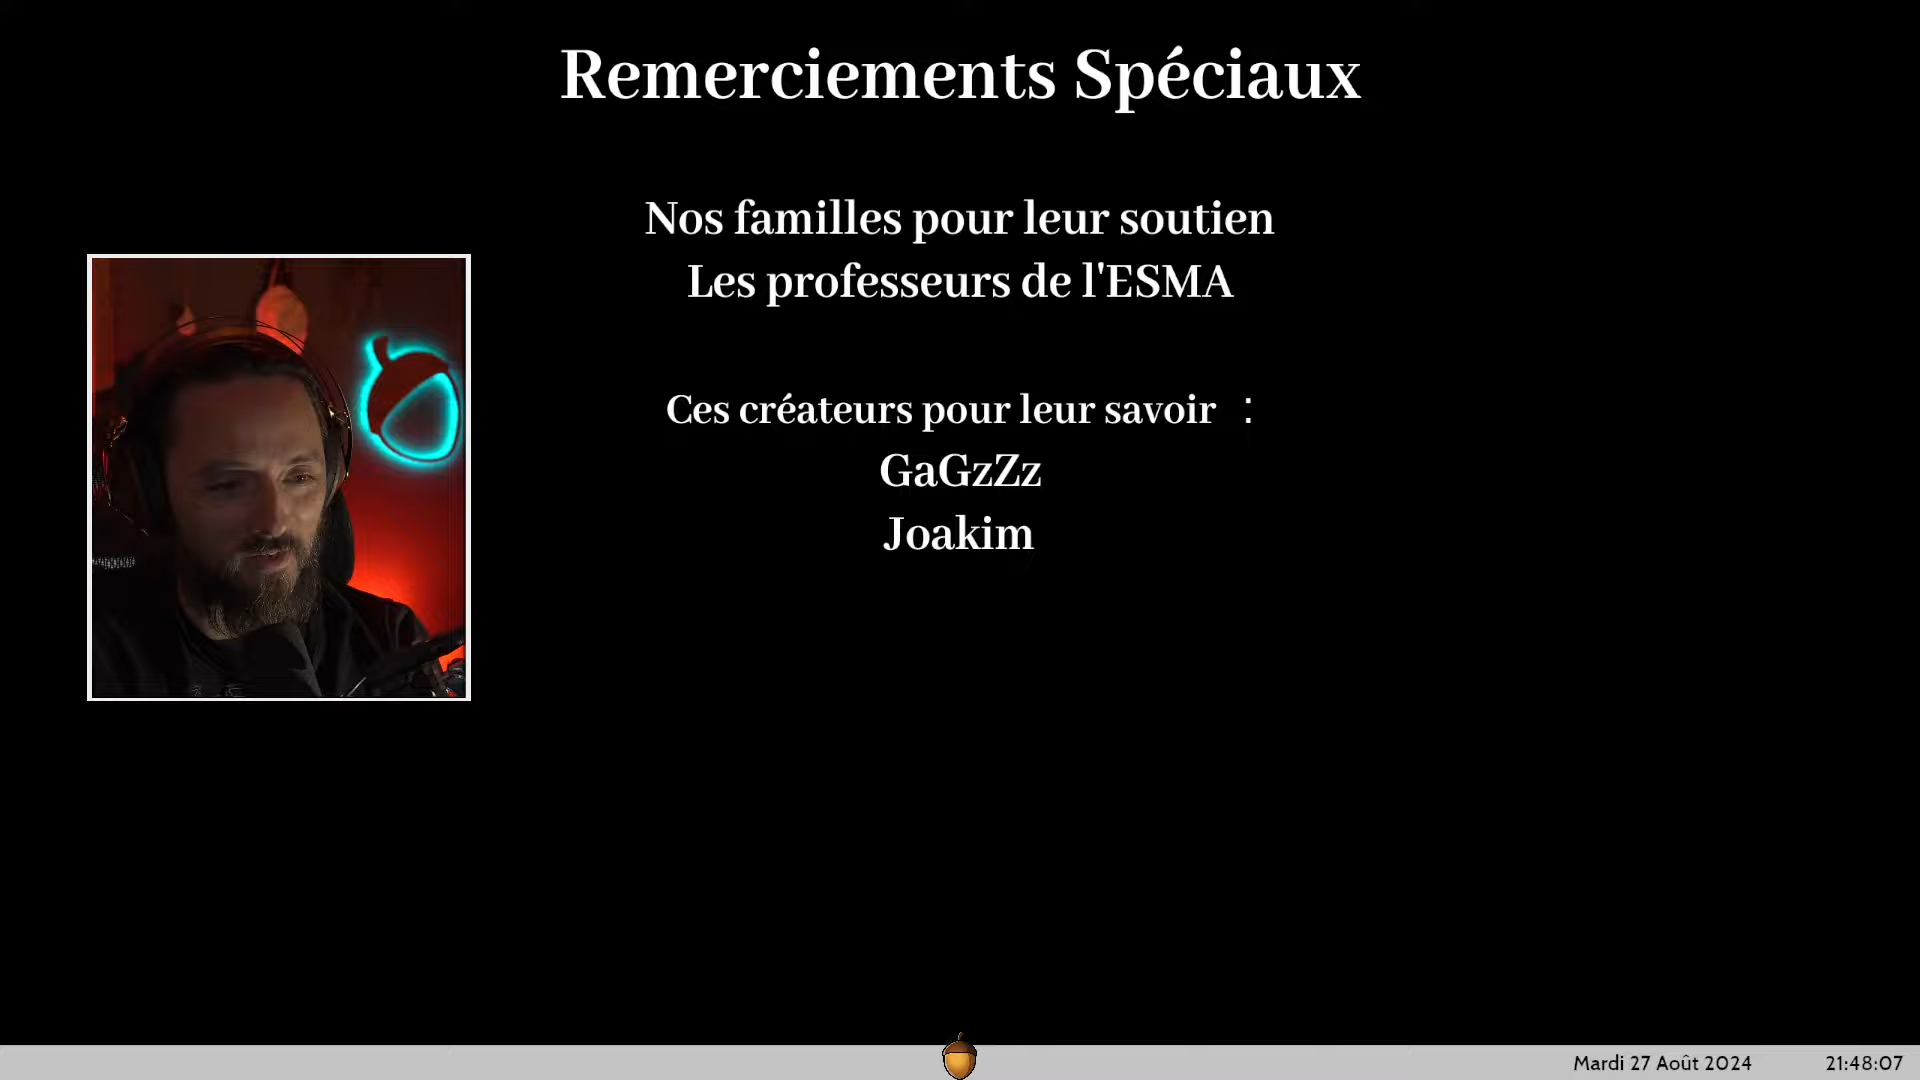 Remerciements Spéciaux
Nos familles pour leur soutien
Les professeurs de l'ESMA
Ces créateurs pour leur savoir :
GaGzZz
Joakim
Mardi 27 Août 2024 21:48:07